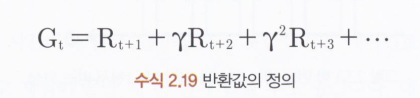 Gₜ = Rₜ₊₁ + γRₜ₊₂ + γ²Rₜ₊₃ + ⋯
수식 2.19 반환값의 정의